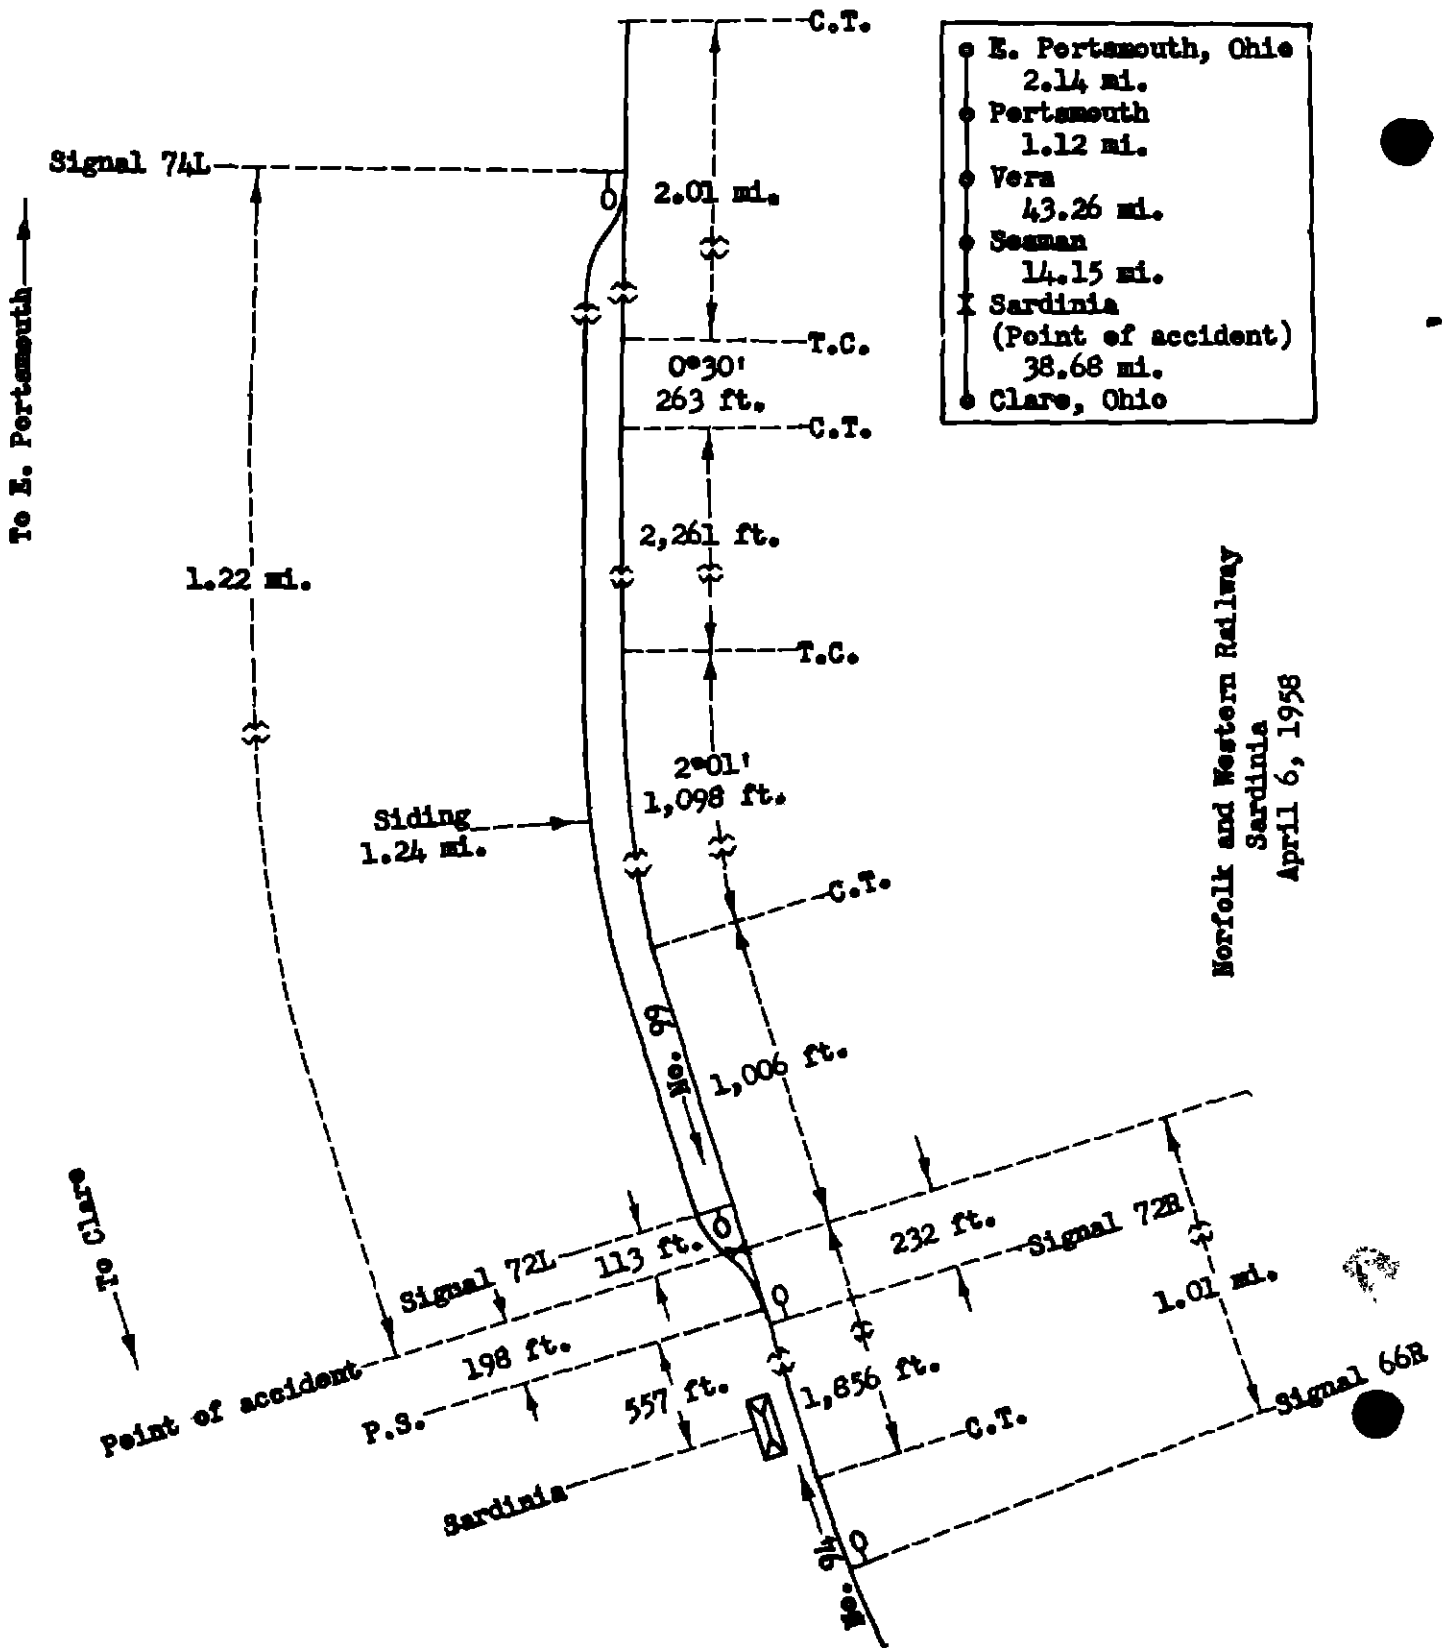 C.T.
E. Portsmouth, Ohio
2.14 mi.
Portsmouth
1.12 mi.
Vera
43.26 mi.
Seaman
14.15 mi.
X Sardinia
(Point of accident)
38.68 mi.
Clare, Ohio
Signal 74L
2.01 mi.
To E. Portsmouth
T.C.
0°30'
263 ft.
C.T.
2,261 ft.
1.22 mi.
T.C.
Norfolk and Western Railway
Sardinia
April 6, 1958
2°01'
1,098 ft.
Siding
1.24 mi.
C.T.
No. 99
1,006 ft.
To Clare
Signal 72L
113 ft.
232 ft.
Signal 72R
1.01 mi.
Point of accident
198 ft.
P.S.
557 ft.
1,856 ft.
Signal 66R
C.T.
Sardinia
No. 94